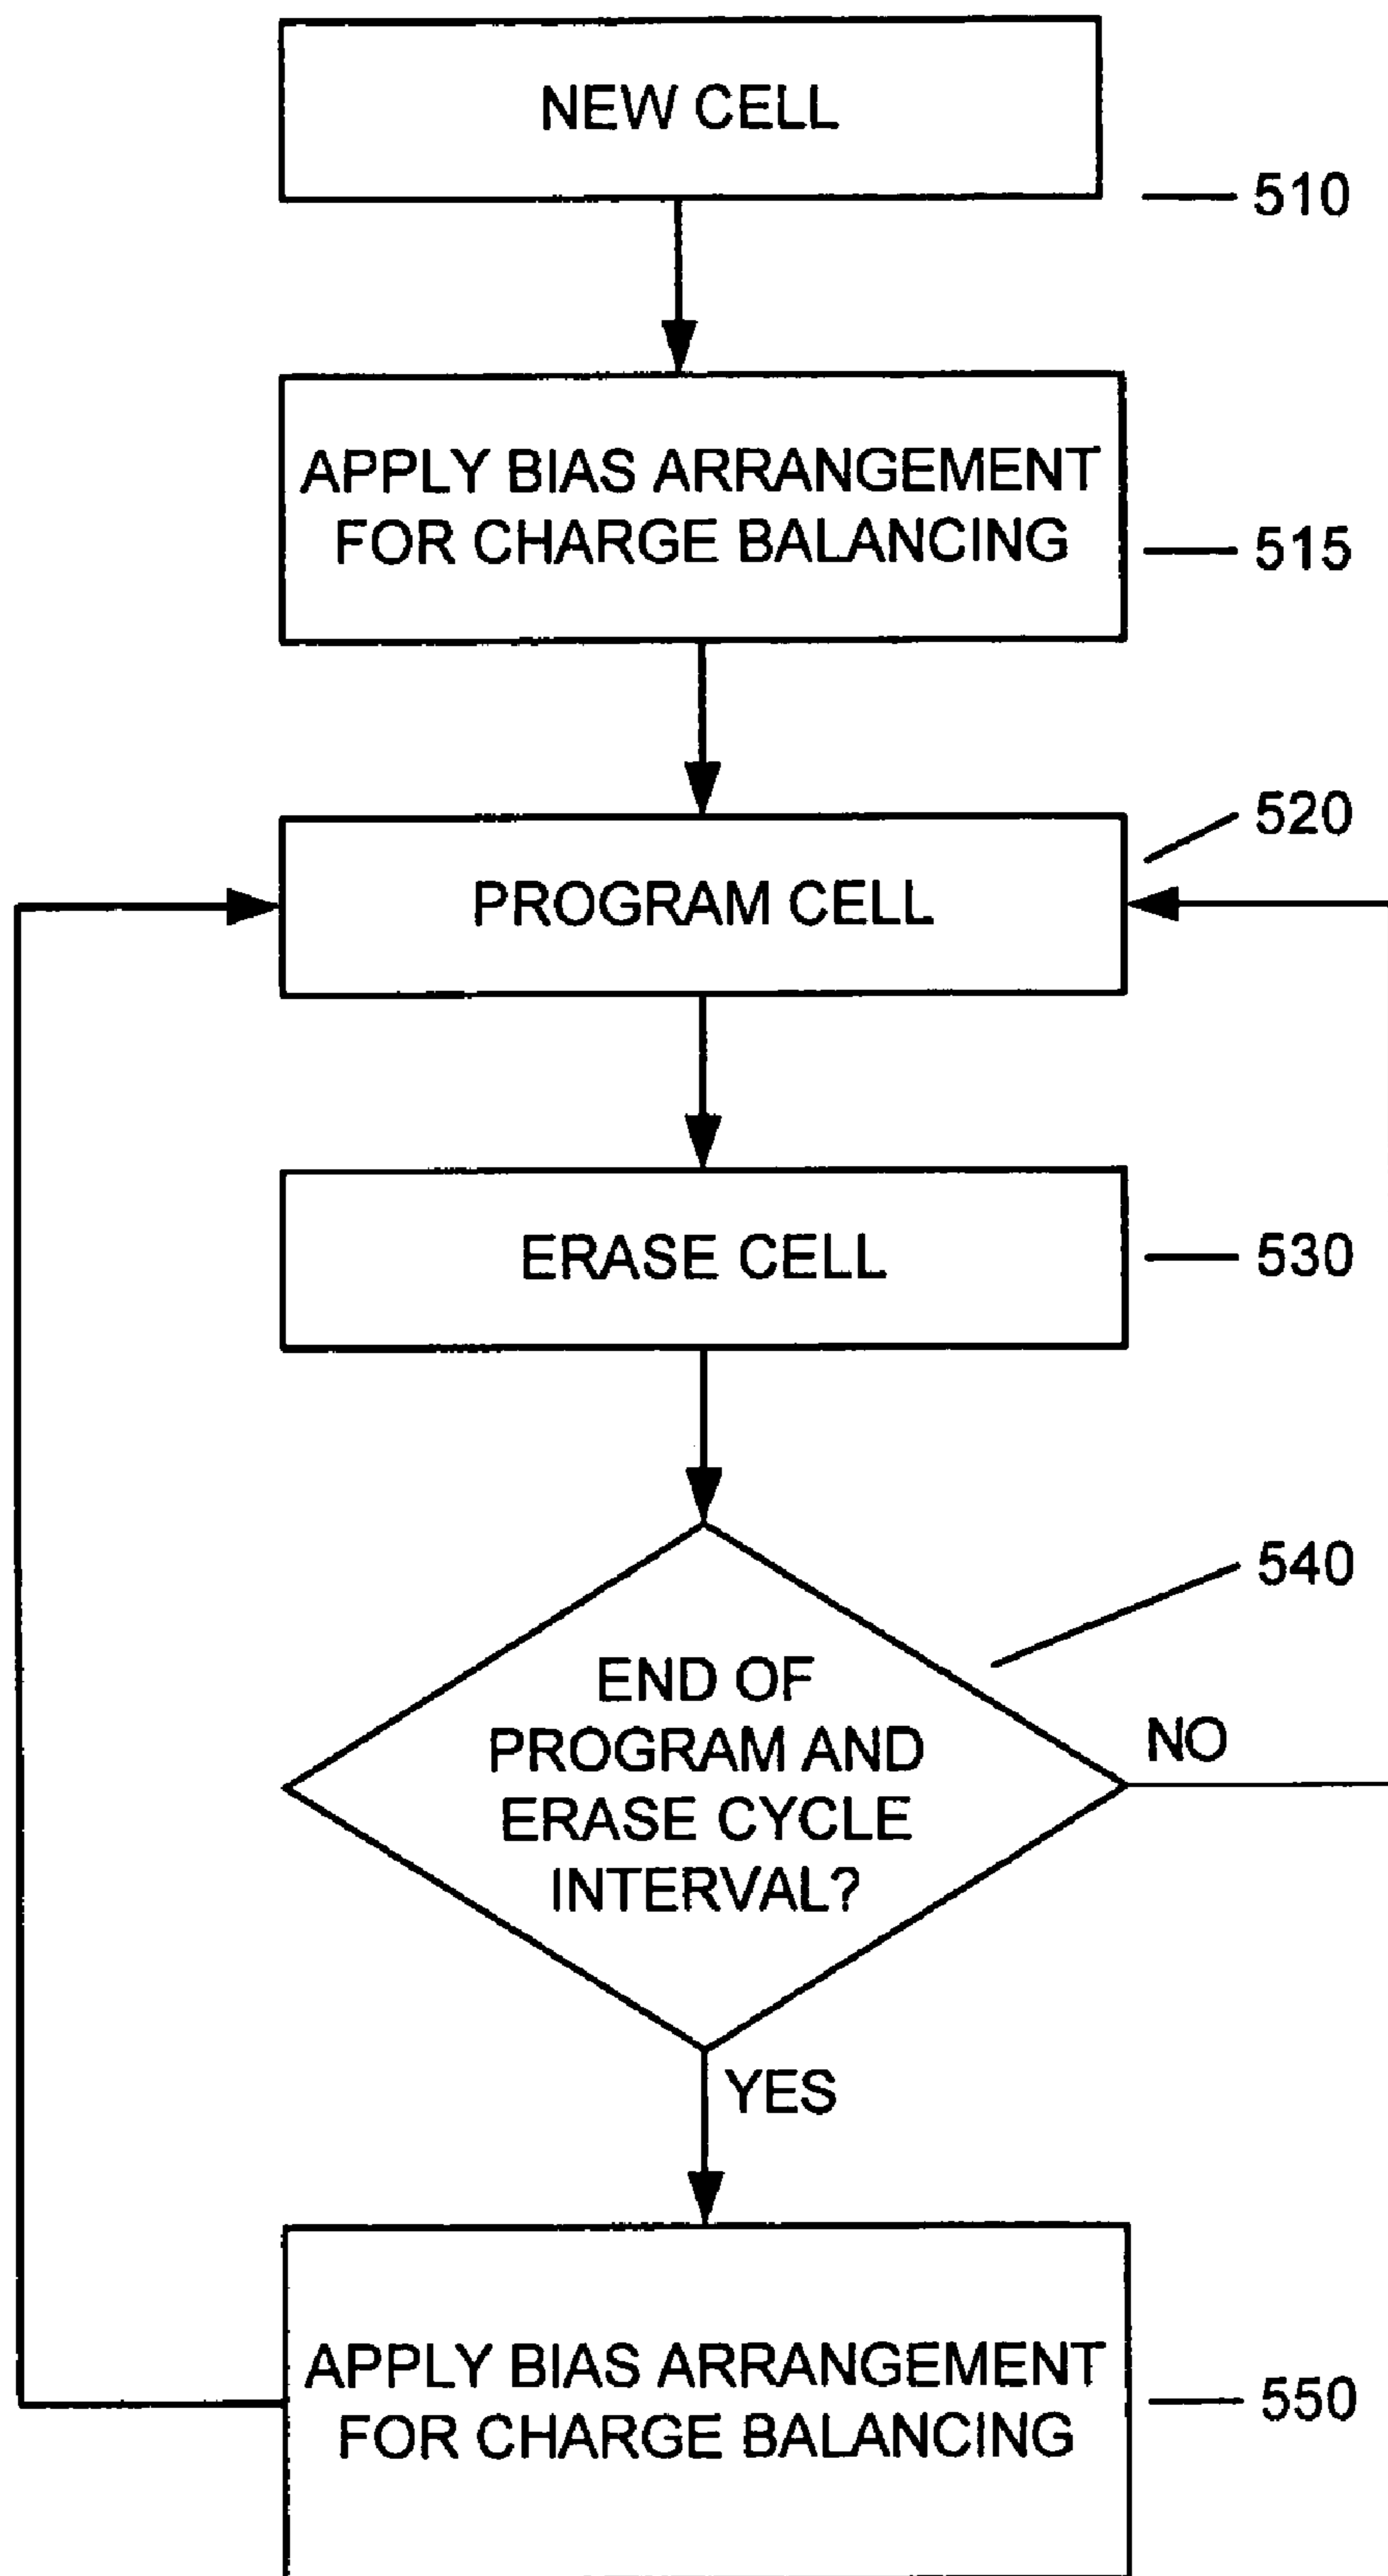 NEW CELL
510
APPLY BIAS ARRANGEMENT
FOR CHARGE BALANCING
515
520
PROGRAM CELL
ERASE CELL
530
540
END OF
PROGRAM AND
ERASE CYCLE
INTERVAL?
NO
YES
APPLY BIAS ARRANGEMENT
FOR CHARGE BALANCING
550